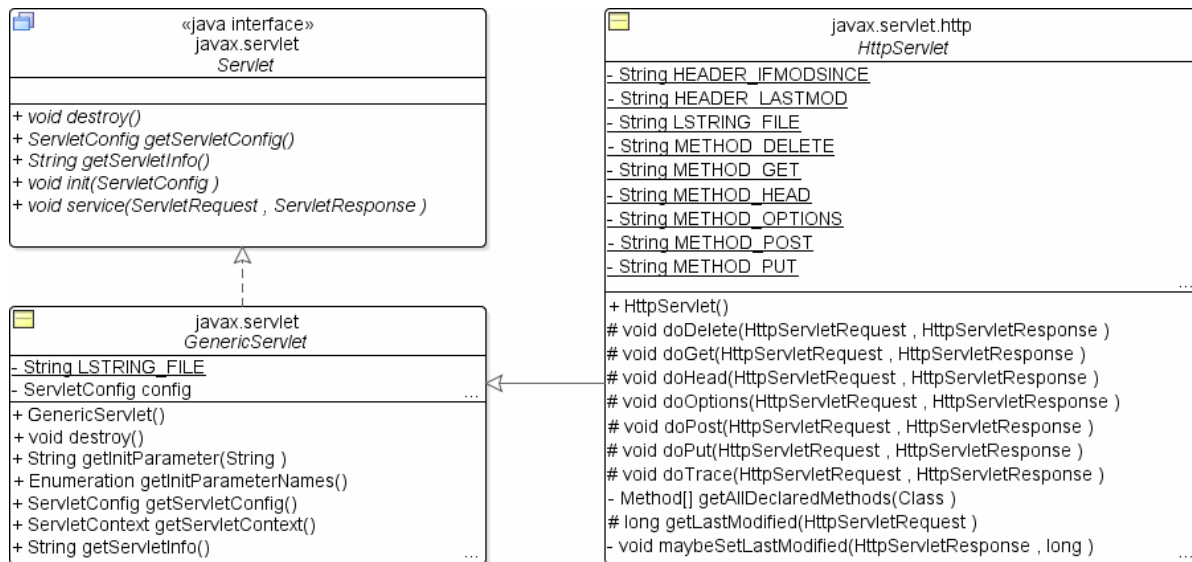 «java interface»
javax.servlet
Servlet
+ void destroy()
+ ServletConfig getServletConfig()
+ String getServletInfo()
+ void init(ServletConfig )
+ void service(ServletRequest , ServletResponse )
javax.servlet
GenericServlet
- String LSTRING_FILE
- ServletConfig config
...
+ GenericServlet()
+ void destroy()
+ String getInitParameter(String )
+ Enumeration getInitParameterNames()
+ ServletConfig getServletConfig()
+ ServletContext getServletContext()
+ String getServletInfo()
...
javax.servlet.http
HttpServlet
- String HEADER_IFMODSINCE
- String HEADER_LASTMOD
- String LSTRING_FILE
- String METHOD_DELETE
- String METHOD_GET
- String METHOD_HEAD
- String METHOD_OPTIONS
- String METHOD_POST
- String METHOD_PUT
...
+ HttpServlet()
# void doDelete(HttpServletRequest , HttpServletResponse )
# void doGet(HttpServletRequest , HttpServletResponse )
# void doHead(HttpServletRequest , HttpServletResponse )
# void doOptions(HttpServletRequest , HttpServletResponse )
# void doPost(HttpServletRequest , HttpServletResponse )
# void doPut(HttpServletRequest , HttpServletResponse )
# void doTrace(HttpServletRequest , HttpServletResponse )
- Method[] getAllDeclaredMethods(Class )
# long getLastModified(HttpServletRequest )
- void maybeSetLastModified(HttpServletResponse , long )
...